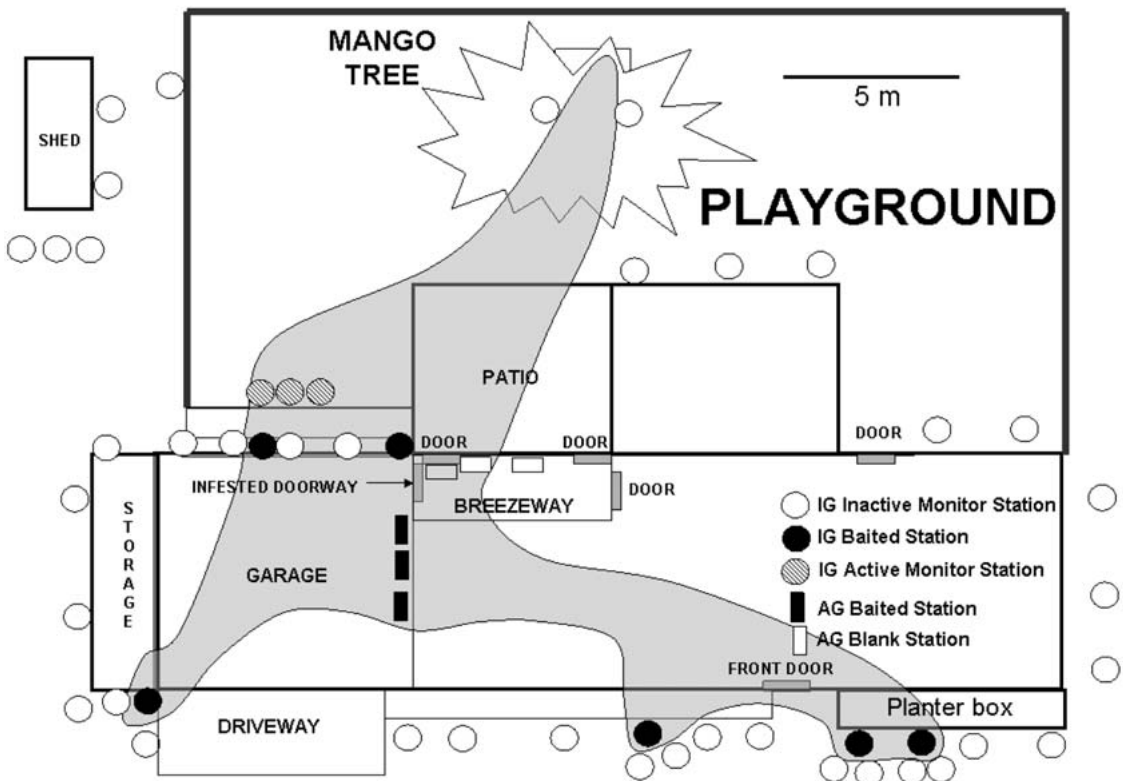 MANGO
TREE
5 m
SHED
PLAYGROUND
PATIO
DOOR
DOOR
DOOR
INFESTED DOORWAY
BREEZEWAY
DOOR
STORAGE
GARAGE
IG Inactive Monitor Station
IG Baited Station
IG Active Monitor Station
AG Baited Station
AG Blank Station
FRONT DOOR
DRIVEWAY
Planter box